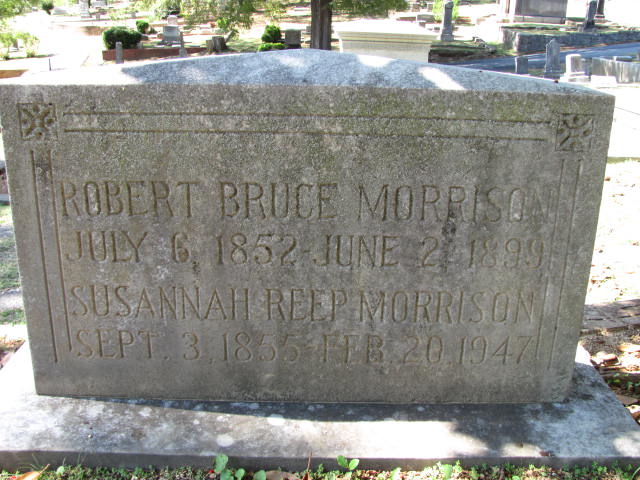 ROBERT BRUCE MORRISON
JULY 6, 1852-JUNE 2, 1899
SUSANNAH REEP MORRISON
SEPT. 3, 1855-FEB. 20, 1947